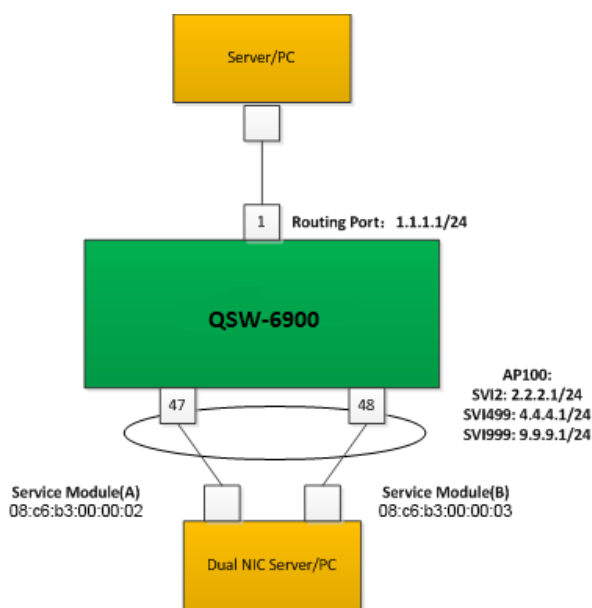 Server/PC
1
Routing Port: 1.1.1.1/24
QSW-6900
AP100:
SVI2: 2.2.2.1/24
SVI499: 4.4.4.1/24
SVI999: 9.9.9.1/24
47
48
Service Module(A)
08:c6:b3:00:00:02
Service Module(B)
08:c6:b3:00:00:03
Dual NIC Server/PC